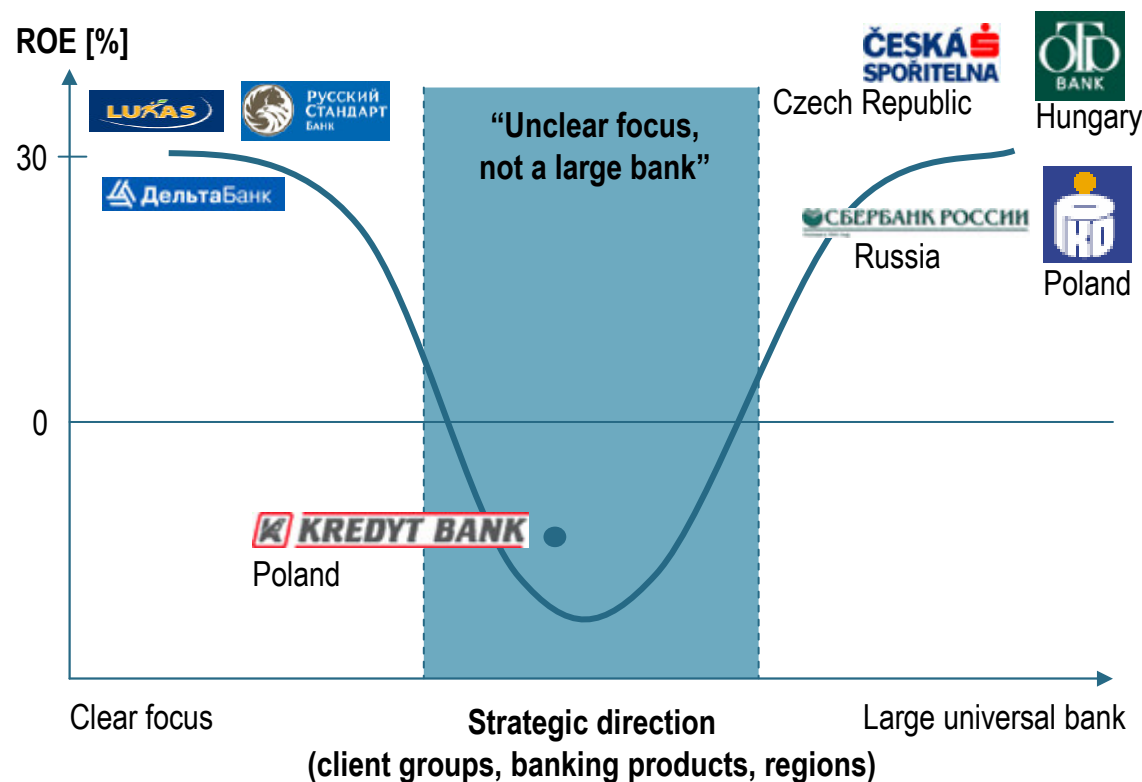 ROE [%]
LUKAS
РУССКИЙ
СТАНДАРТ
БАНК
ДельтаБанк
30
0
“Unclear focus,
not a large bank”
ČESKÁ
SPOŘITELNA
Czech Republic
BANK
Hungary
СБЕРБАНК РОССИИ
Russia
Poland
KREDYT BANK
Poland
Clear focus
Strategic direction
(client groups, banking products, regions)
Large universal bank